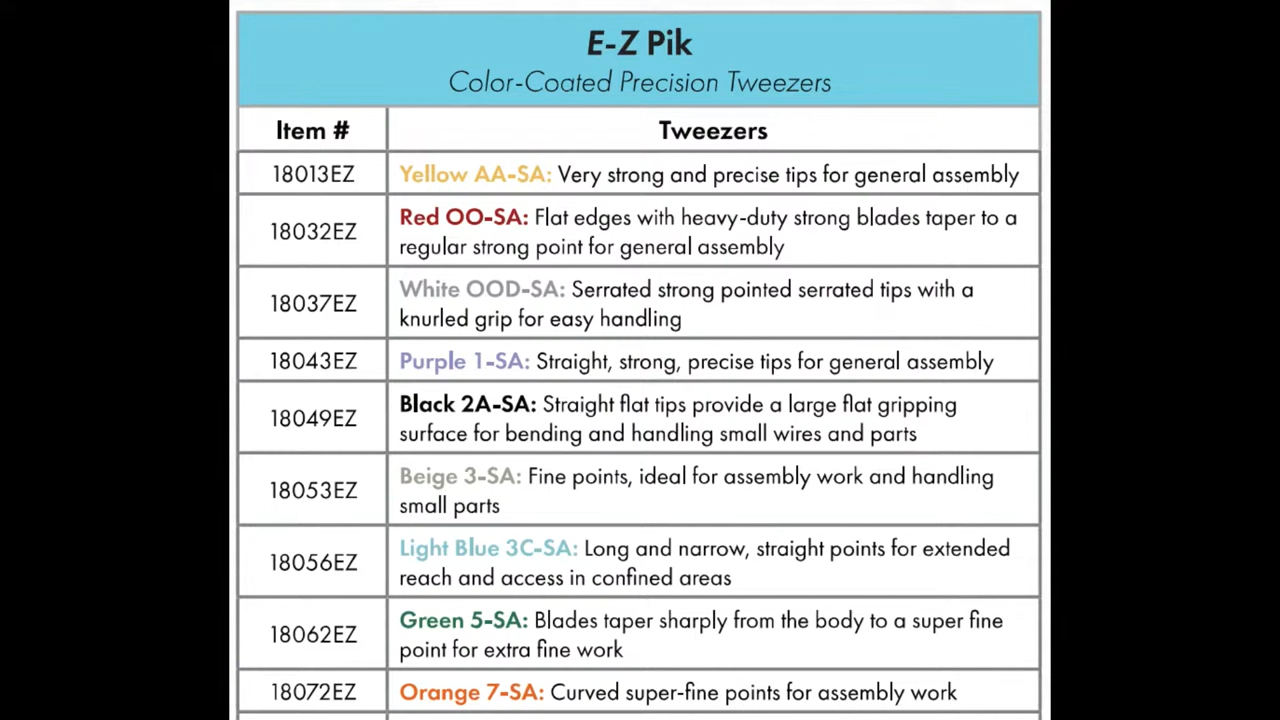 E-Z Pik
Color-Coated Precision Tweezers
Item # Tweezers
18013EZ Yellow AA-SA: Very strong and precise tips for general assembly
18032EZ Red OO-SA: Flat edges with heavy-duty strong blades taper to a
regular strong point for general assembly
18037EZ White OOD-SA: Serrated strong pointed serrated tips with a
knurled grip for easy handling
18043EZ Purple 1-SA: Straight, strong, precise tips for general assembly
18049EZ Black 2A-SA: Straight flat tips provide a large flat gripping
surface for bending and handling small wires and parts
18053EZ Beige 3-SA: Fine points, ideal for assembly work and handling
small parts
18056EZ Light Blue 3C-SA: Long and narrow, straight points for extended
reach and access in confined areas
18062EZ Green 5-SA: Blades taper sharply from the body to a super fine
point for extra fine work
18072EZ Orange 7-SA: Curved super-fine points for assembly work